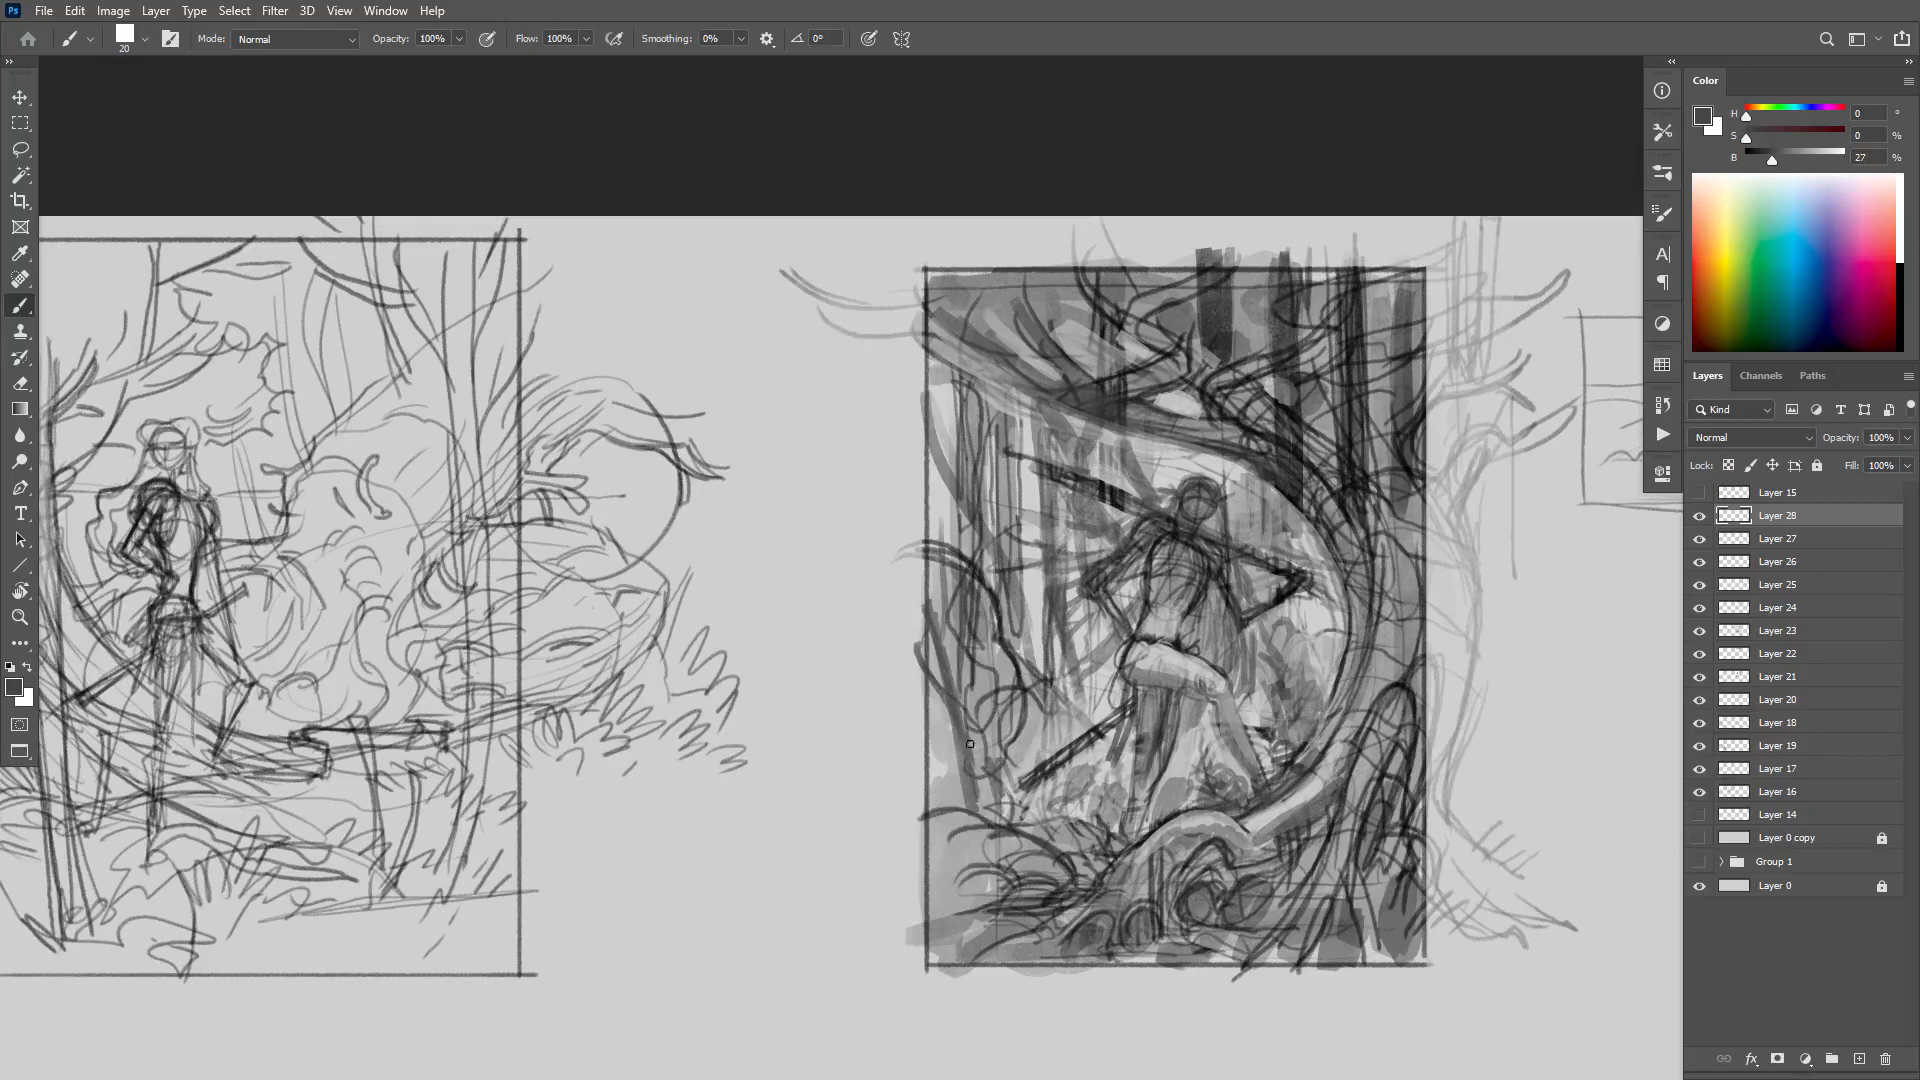 Ps File Edit Image Layer Type Select Filter 3D View Window Help
20 Mode: Normal Opacity: 100% Flow: 100% Smoothing: 0% 0°
Color
H 0 °
S 0 %
B 27 %
Layers Channels Paths
Kind
Normal Opacity: 100%
Lock: Fill: 100%
Layer 15
Layer 28
Layer 27
Layer 26
Layer 25
Layer 24
Layer 23
Layer 22
Layer 21
Layer 20
Layer 18
Layer 19
Layer 17
Layer 16
Layer 14
Layer 0 copy
Group 1
Layer 0
fx